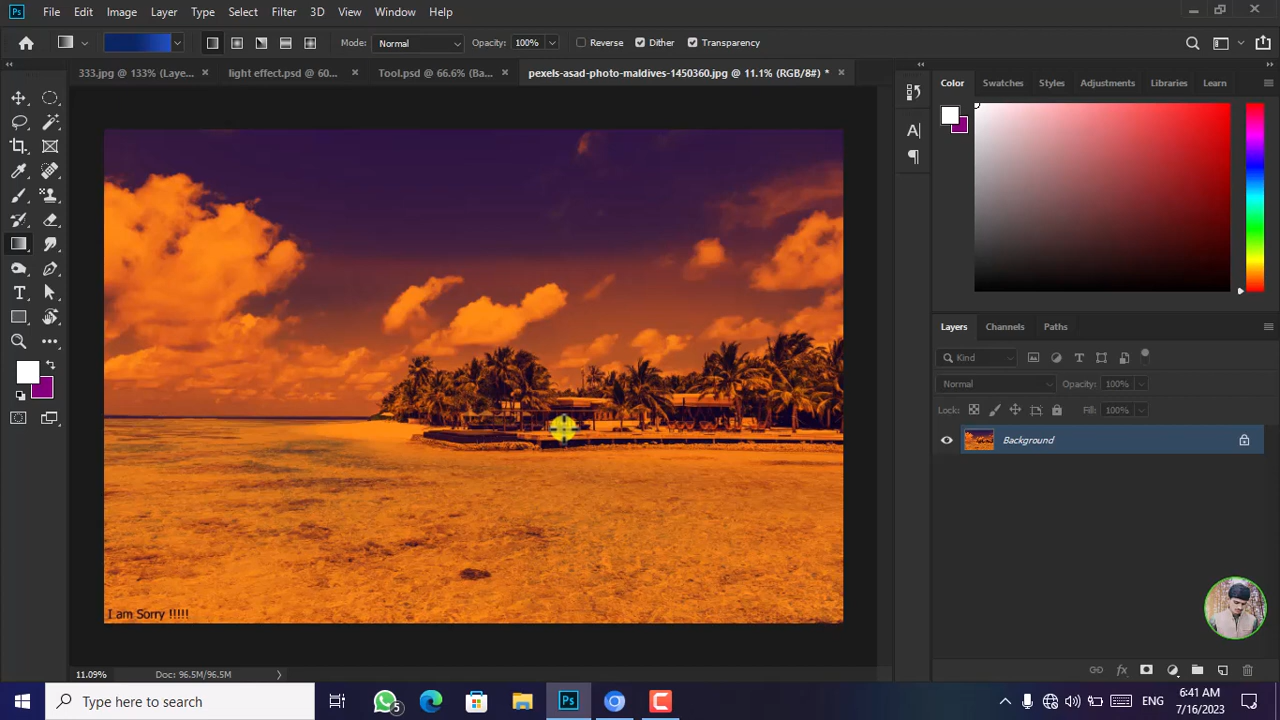 Ps File Edit Image Layer Type Select Filter 3D View Window Help
Mode: Normal Opacity: 100% Reverse Dither Transparency
333.jpg @ 133% (Laye... × light effect.psd @ 60... × Tool.psd @ 66.6% (Ba... × pexels-asad-photo-maldives-1450360.jpg @ 11.1% (RGB/8#) * ×
Color Swatches Styles Adjustments Libraries Learn
Layers Channels Paths
Kind
Normal Opacity: 100%
Lock: Fill: 100%
Background
I am Sorry !!!!!
11.09% Doc: 96.5M/96.5M
Type here to search
5
Ps
ENG
6:41 AM
7/16/2023